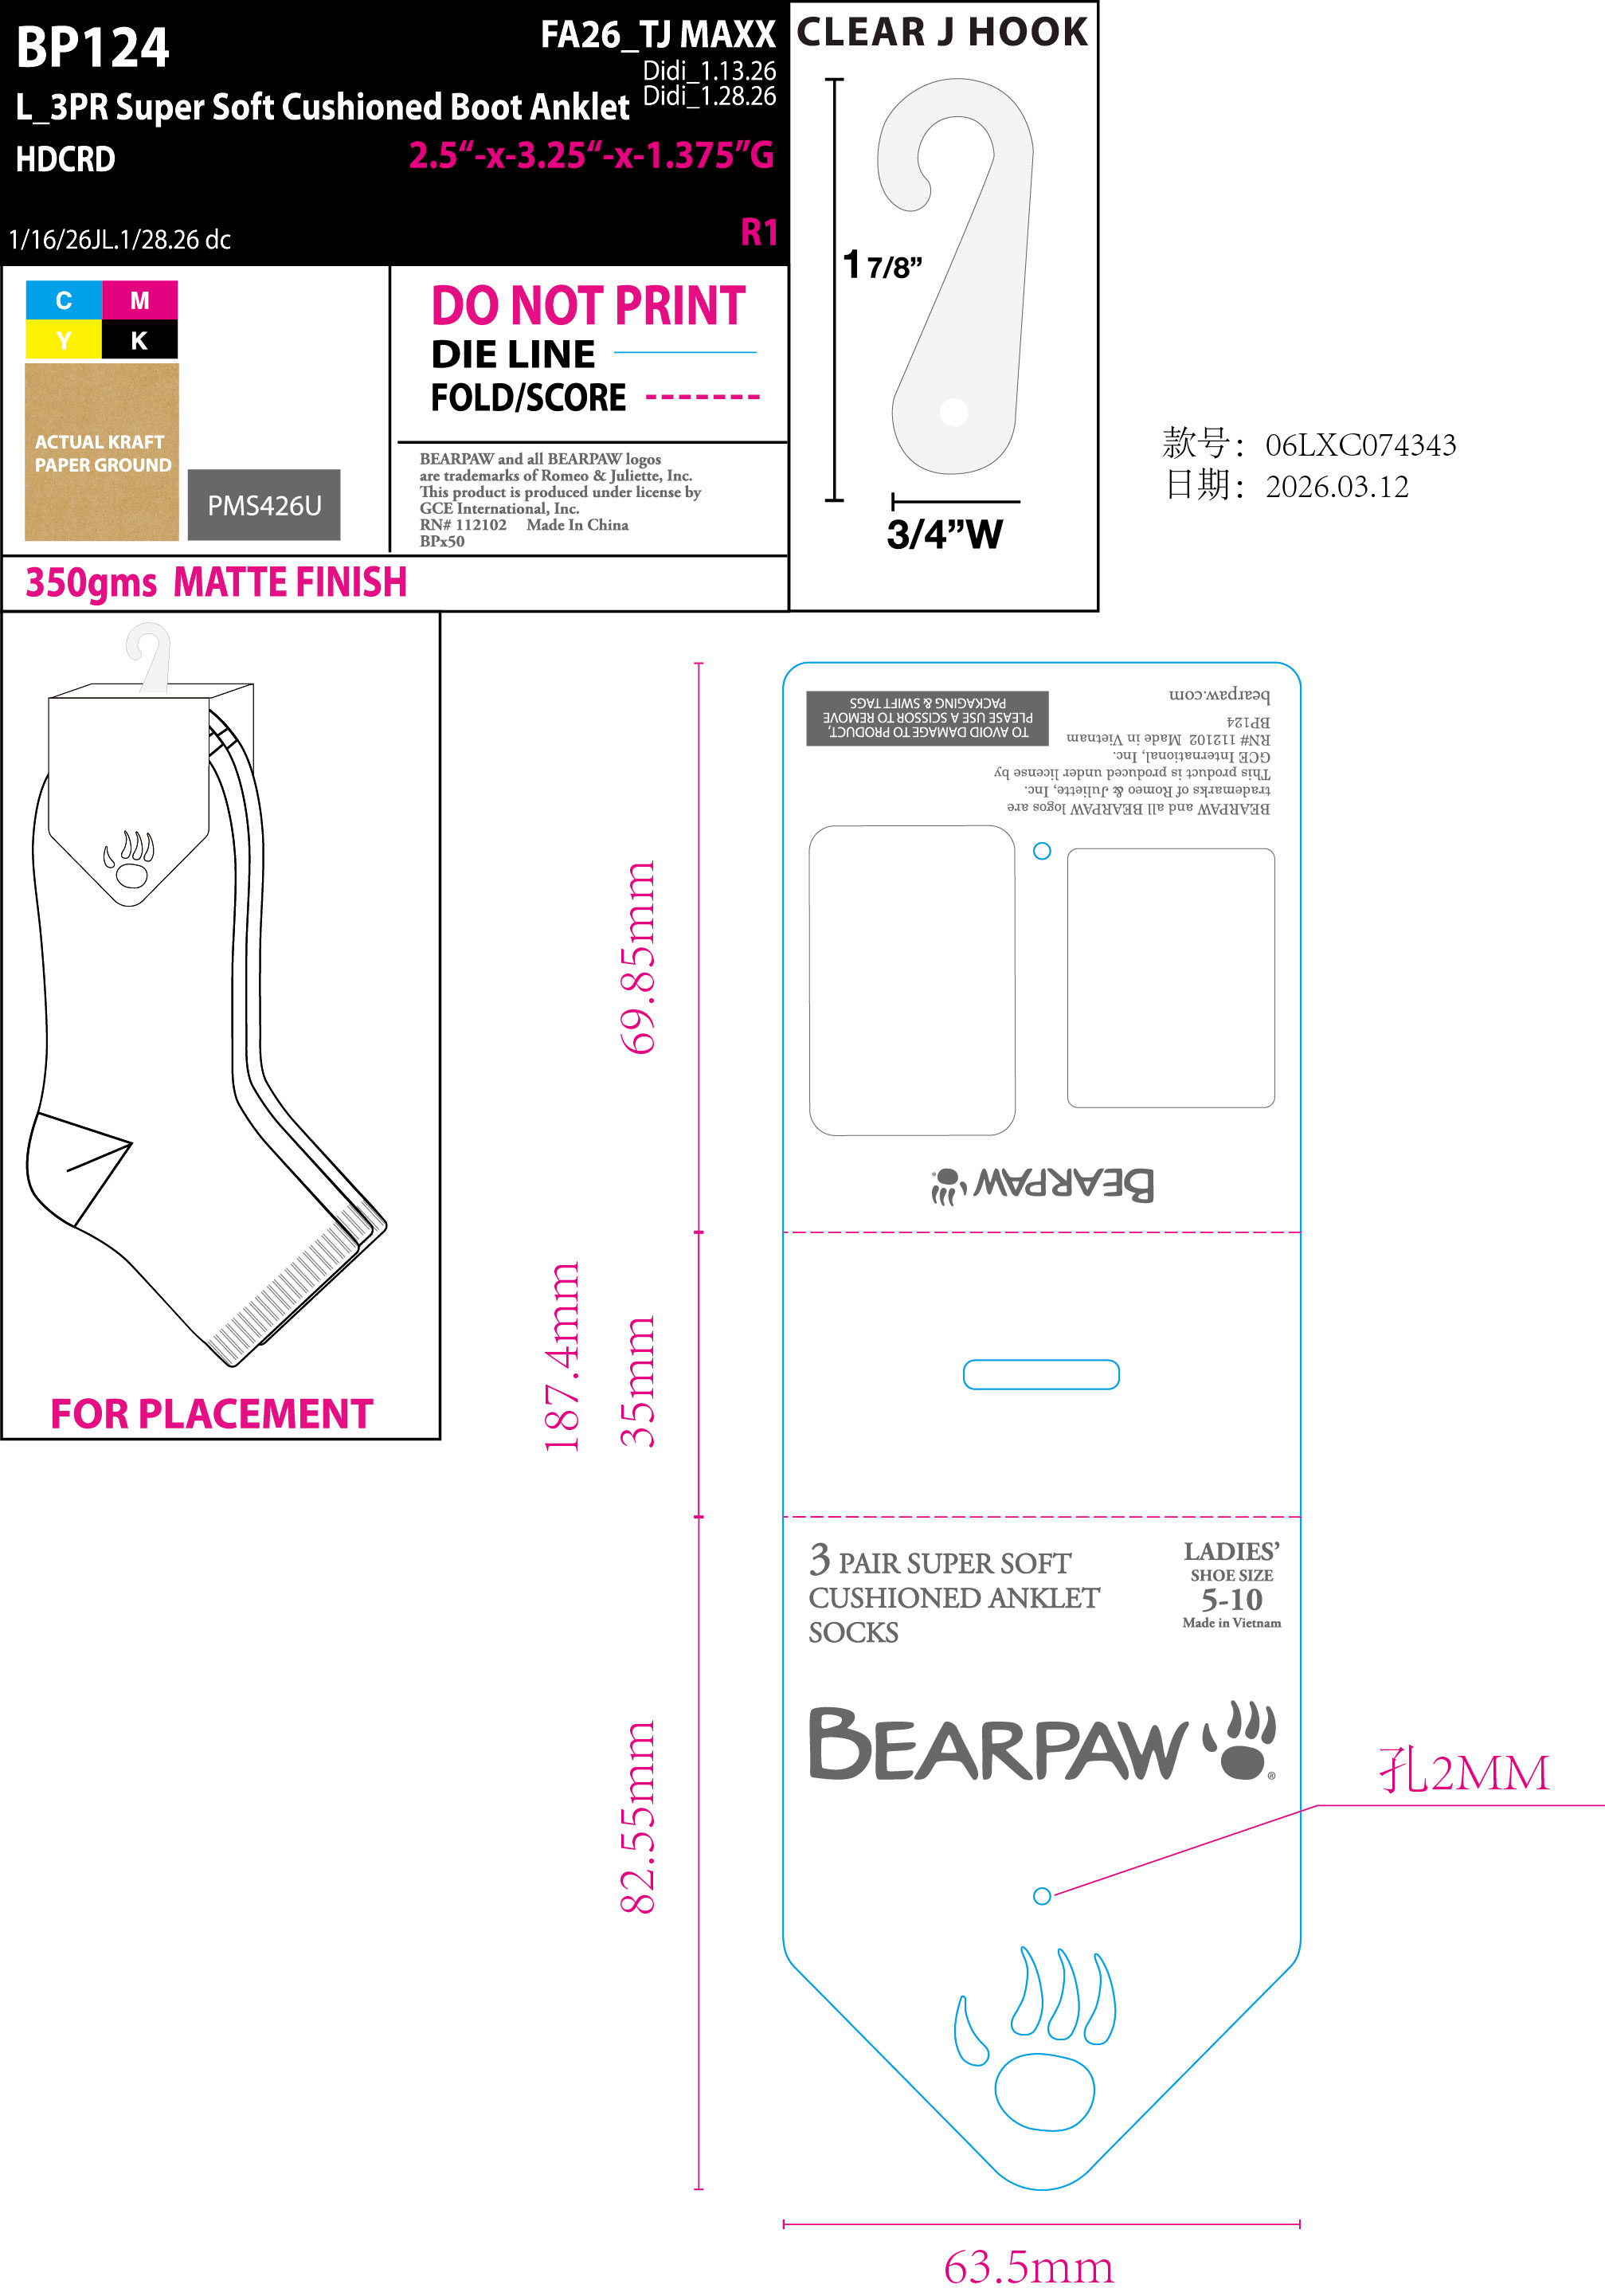 BP124
FA26_TJ MAXX
Didi_1.13.26
Didi_1.28.26
L_3PR Super Soft Cushioned Boot Anklet
HDCRD
2.5“-x-3.25“-x-1.375”G
1/16/26JL.1/28.26 dc
R1
CLEAR J HOOK
1 7/8”
3/4”W
C
M
Y
K
ACTUAL KRAFT
PAPER GROUND
PMS426U
DO NOT PRINT
DIE LINE
FOLD/SCORE
BEARPAW and all BEARPAW logos
are trademarks of Romeo & Juliette, Inc.
This product is produced under license by
GCE International, Inc.
RN# 112102 Made In China
BPx50
350gms MATTE FINISH
款号：06LXC074343
日期：2026.03.12
FOR PLACEMENT
BEARPAW and all BEARPAW logos are
trademarks of Romeo & Juliette, Inc.
This product is produced under license by
GCE International, Inc.
RN# 112102 Made in Vietnam
BP124
bearpaw.com
TO AVOID DAMAGE TO PRODUCT,
PLEASE USE A SCISSOR TO REMOVE
PACKAGING & SWIFT TAGS
BEARPAW®
69.85mm
187.4mm
35mm
82.55mm
3 PAIR SUPER SOFT
CUSHIONED ANKLET
SOCKS
LADIES’
SHOE SIZE
5-10
Made in Vietnam
BEARPAW®
孔2MM
63.5mm